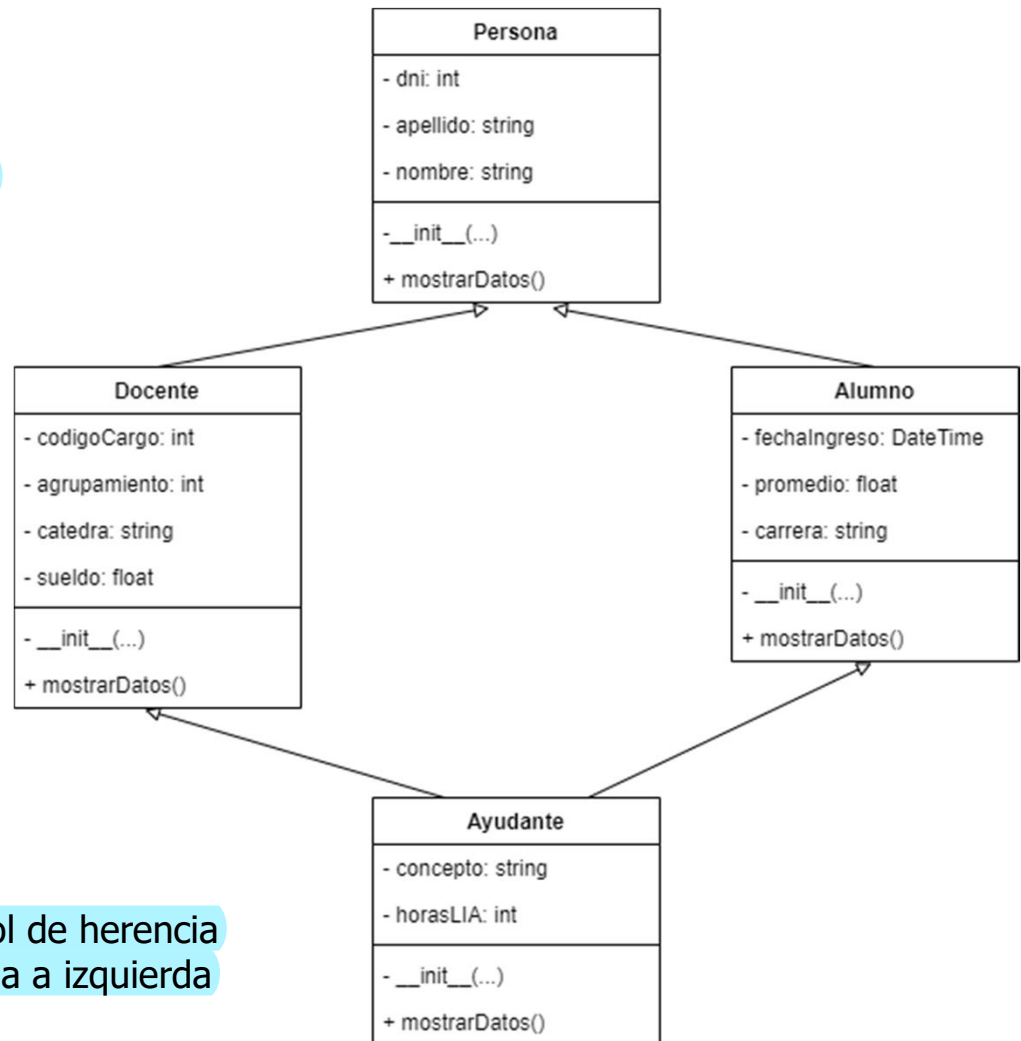 Persona
- dni: int
- apellido: string
- nombre: string
-__init__(...)
+ mostrarDatos()
Docente
- codigoCargo: int
- agrupamiento: int
- catedra: string
- sueldo: float
- __init__(...)
+ mostrarDatos()
Alumno
- fechaIngreso: DateTime
- promedio: float
- carrera: string
- __init__(...)
+ mostrarDatos()
Ayudante
- concepto: string
- horasLIA: int
- __init__(...)
+ mostrarDatos()
de herencia
a izquierda